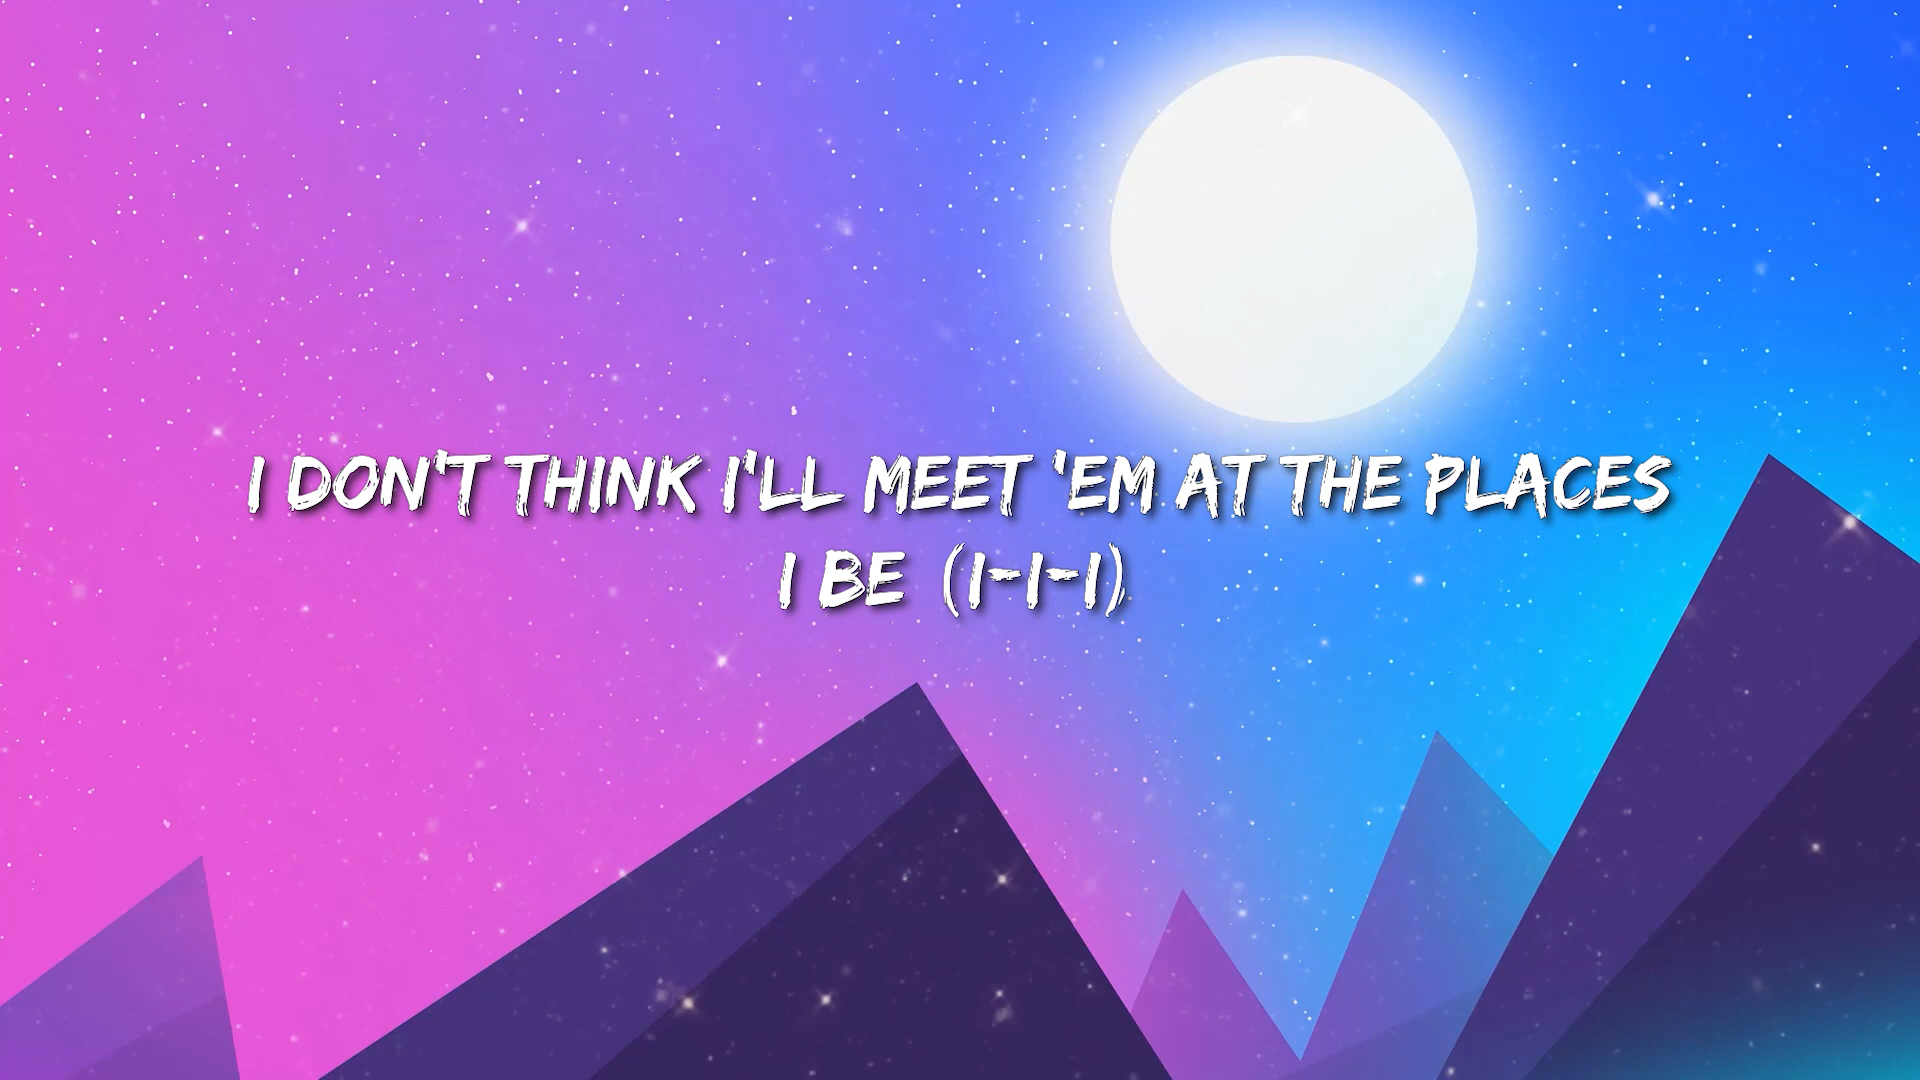 I DON'T THINK I'LL MEET 'EM AT THE PLACES
I BE (I-I-I)